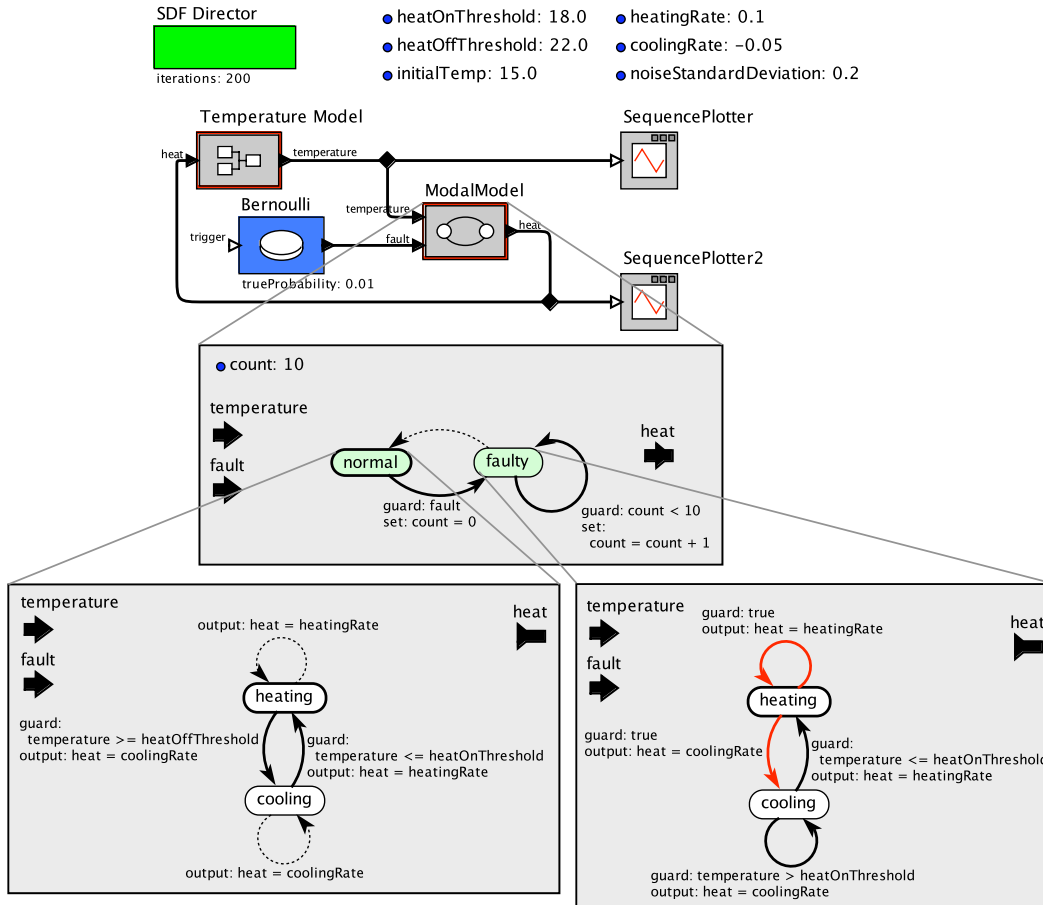 SDF Director
iterations: 200
heatOnThreshold: 18.0
heatOffThreshold: 22.0
initialTemp: 15.0
heatingRate: 0.1
coolingRate: -0.05
noiseStandardDeviation: 0.2
Temperature Model
heat
temperature
SequencePlotter
Bernoulli
trigger
trueProbability: 0.01
ModalModel
temperature
fault
heat
SequencePlotter2
count: 10
temperature
fault
normal
faulty
heat
guard: fault
set: count = 0
guard: count < 10
set:
count = count + 1
temperature
fault
heat
output: heat = heatingRate
heating
guard:
temperature >= heatOffThreshold
output: heat = coolingRate
guard:
temperature <= heatOnThreshold
output: heat = heatingRate
cooling
output: heat = coolingRate
temperature
fault
heat
guard: true
output: heat = heatingRate
heating
guard: true
output: heat = coolingRate
guard:
temperature <= heatOnThreshold
output: heat = heatingRate
cooling
guard: temperature > heatOnThreshold
output: heat = coolingRate